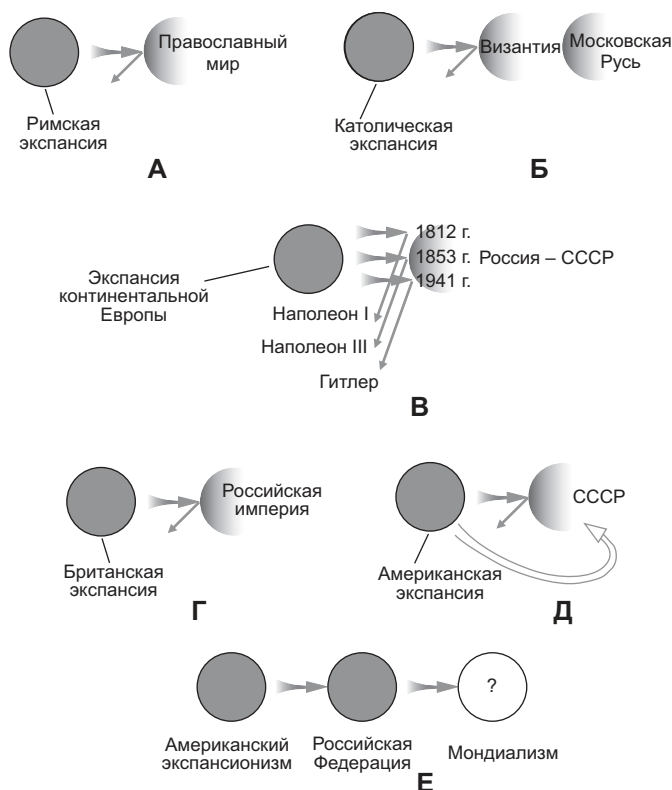 Православный
мир
Римская
экспансия
А
Византия
Московская
Русь
Католическая
экспансия
Б
1812 г.
1853 г.
1941 г.
Россия – СССР
Экспансия
континентальной
Европы
Наполеон I
Наполеон III
Гитлер
В
Российская
империя
Британская
экспансия
Г
СССР
Американская
экспансия
Д
?
Американский
экспансионизм
Российская
Федерация
Мондиализм
Е